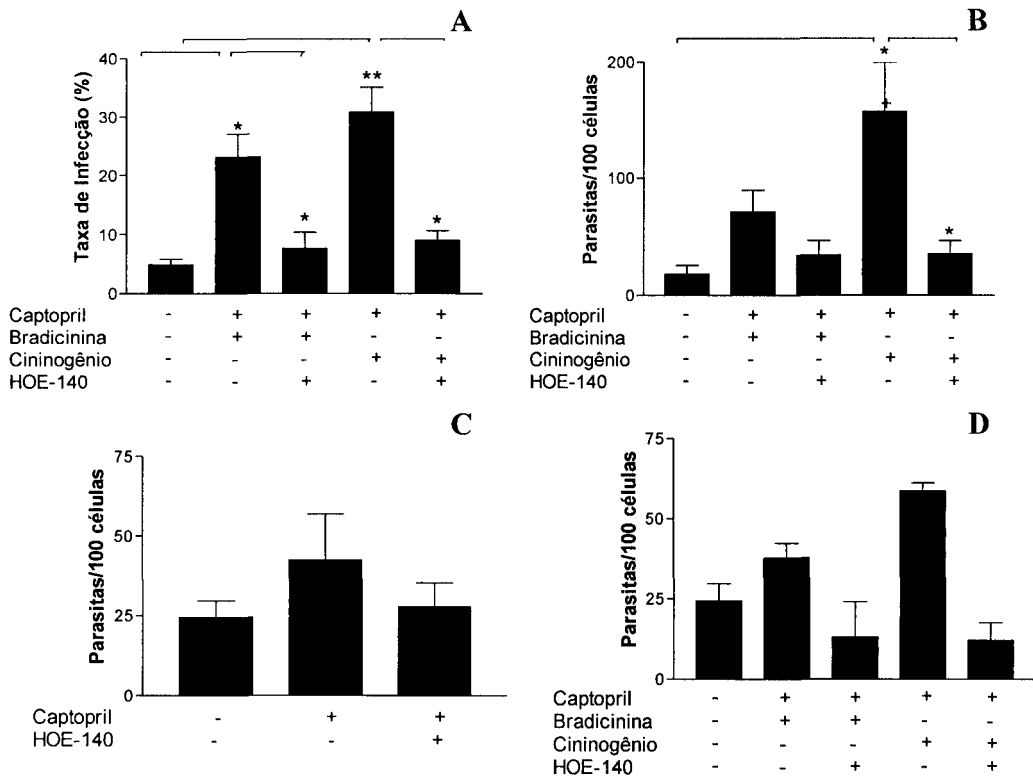 A
Taxa de Infecção (%)
40
30
20
10
0
*
*
**
*
Captopril - + + + +
Bradicinina - + + - -
Cininogênio - - - + +
HOE-140 - - + - +
B
Parasitas/100 células
200
100
0
*
+
*
Captopril - + + + +
Bradicinina - + + - -
Cininogênio - - - + +
HOE-140 - - + - +
C
Parasitas/100 células
75
50
25
0
Captopril - + +
HOE-140 - - +
D
Parasitas/100 células
75
50
25
0
Captopril - + + + +
Bradicinina - + + - -
Cininogênio - - - + +
HOE-140 - - + - +